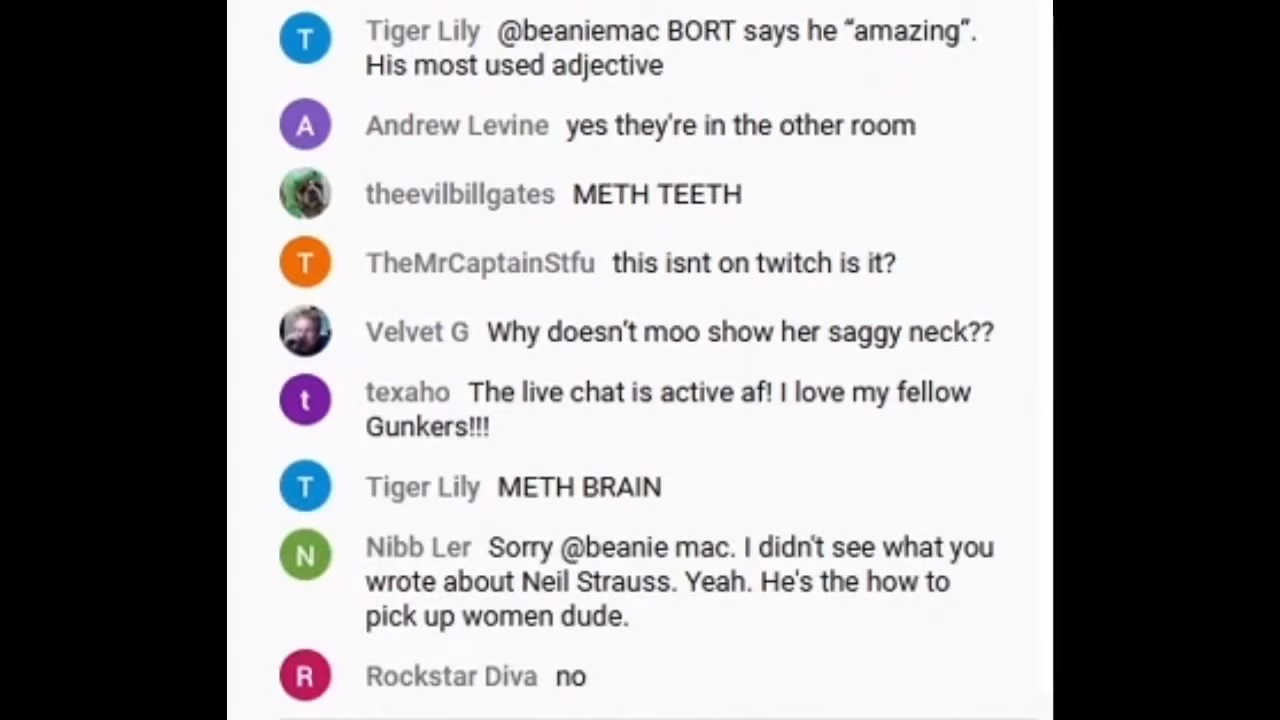 T Tiger Lily @beaniemac BORT says he “amazing”.
His most used adjective
A Andrew Levine yes they're in the other room
theevilbillgates METH TEETH
T TheMrCaptainStfu this isnt on twitch is it?
Velvet G Why doesn't moo show her saggy neck??
t texaho The live chat is active af! I love my fellow
Gunkers!!!
T Tiger Lily METH BRAIN
N Nibb Ler Sorry @beanie mac. I didn't see what you
wrote about Neil Strauss. Yeah. He's the how to
pick up women dude.
R Rockstar Diva no